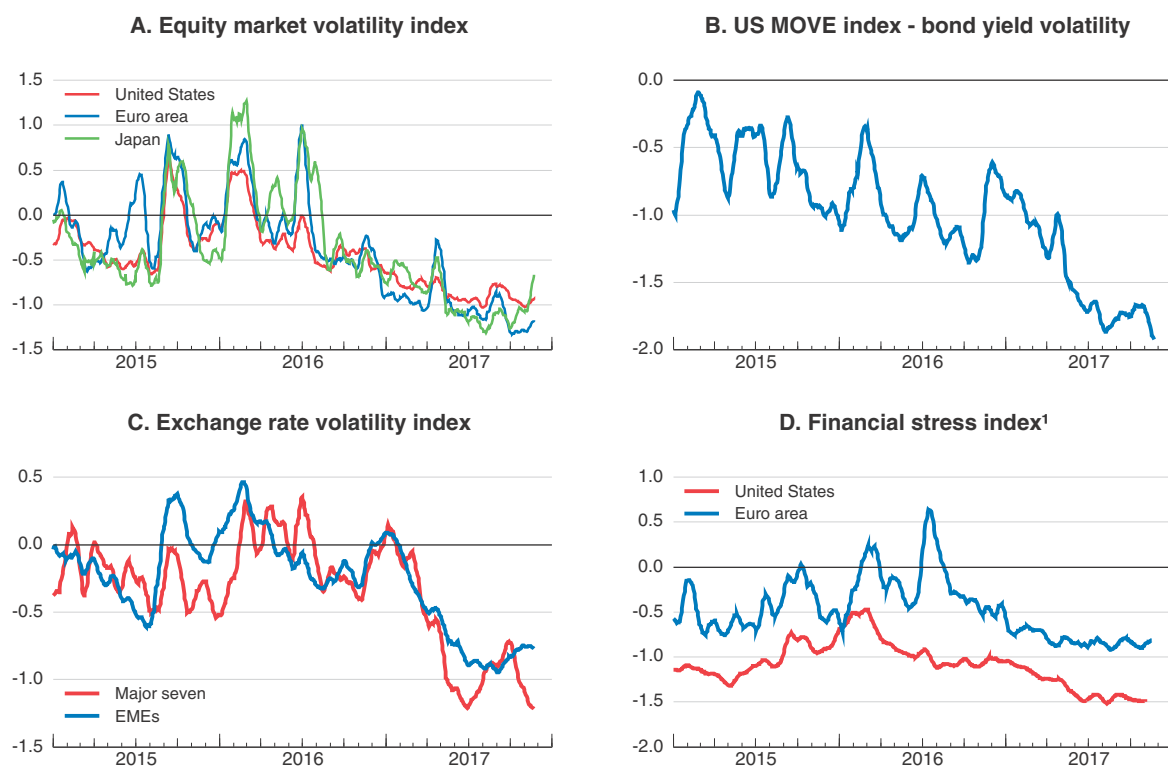 A. Equity market volatility index
1.5
1.0
0.5
0.0
-0.5
-1.0
-1.5
United States
Euro area
Japan
2015 2016 2017
B. US MOVE index - bond yield volatility
0.0
-0.5
-1.0
-1.5
-2.0
2015 2016 2017
C. Exchange rate volatility index
0.5
0.0
-0.5
-1.0
-1.5
Major seven
EMEs
2015 2016 2017
D. Financial stress index¹
1.0
0.5
0.0
-0.5
-1.0
-1.5
-2.0
United States
Euro area
2015 2016 2017